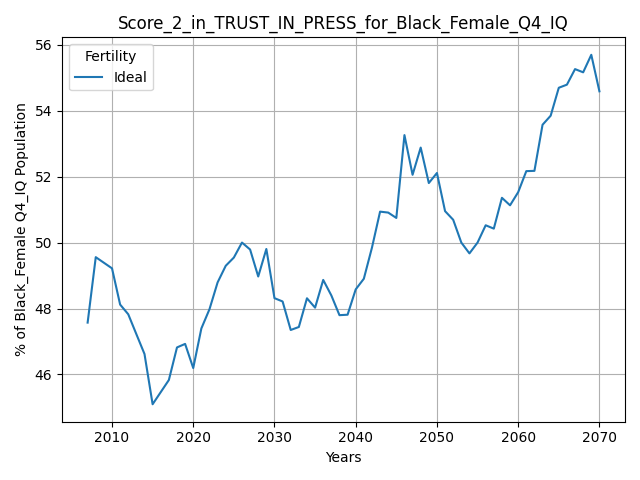 Score_2_in_TRUST_IN_PRESS_for_Black_Female_Q4_IQ
Fertility
Ideal
% of Black_Female Q4_IQ Population
56
54
52
50
48
46
2010 2020 2030 2040 2050 2060 2070
Years